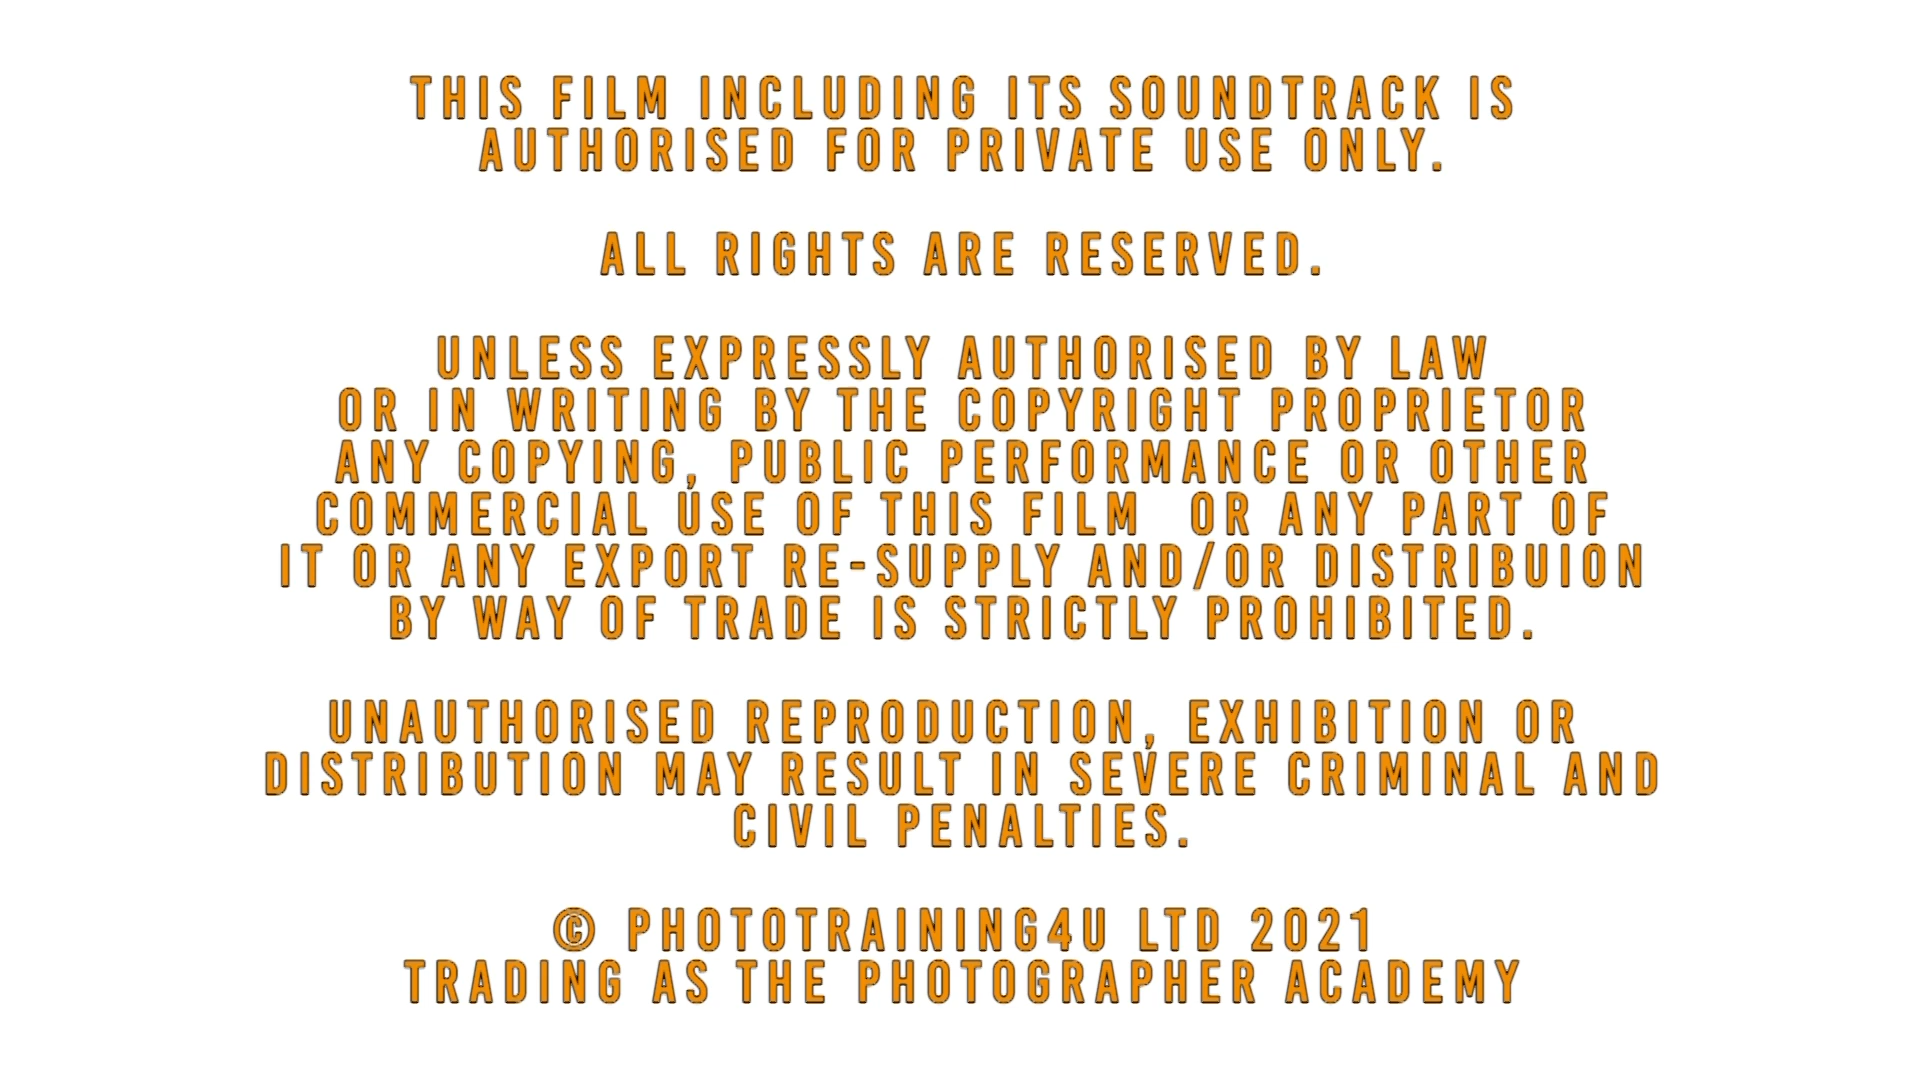 THIS FILM INCLUDING ITS SOUNDTRACK IS
AUTHORISED FOR PRIVATE USE ONLY.
ALL RIGHTS ARE RESERVED.
UNLESS EXPRESSLY AUTHORISED BY LAW
OR IN WRITING BY THE COPYRIGHT PROPRIETOR
ANY COPYING, PUBLIC PERFORMANCE OR OTHER
COMMERCIAL USE OF THIS FILM  OR ANY PART OF
IT OR ANY EXPORT RE-SUPPLY AND/OR DISTRIBUION
BY WAY OF TRADE IS STRICTLY PROHIBITED.
UNAUTHORISED REPRODUCTION, EXHIBITION OR
DISTRIBUTION MAY RESULT IN SEVERE CRIMINAL AND
CIVIL PENALTIES.
© PHOTOTRAINING4U LTD 2021
TRADING AS THE PHOTOGRAPHER ACADEMY